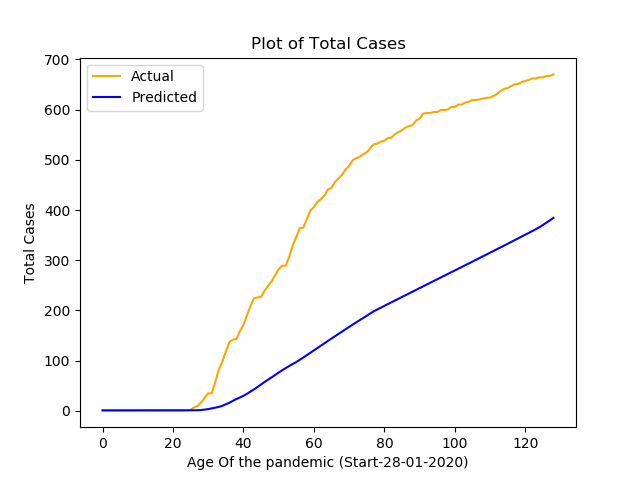 Plot of Total Cases
Actual
Predicted
Total Cases
700
600
500
400
300
200
100
0
0 20 40 60 80 100 120
Age Of the pandemic (Start-28-01-2020)